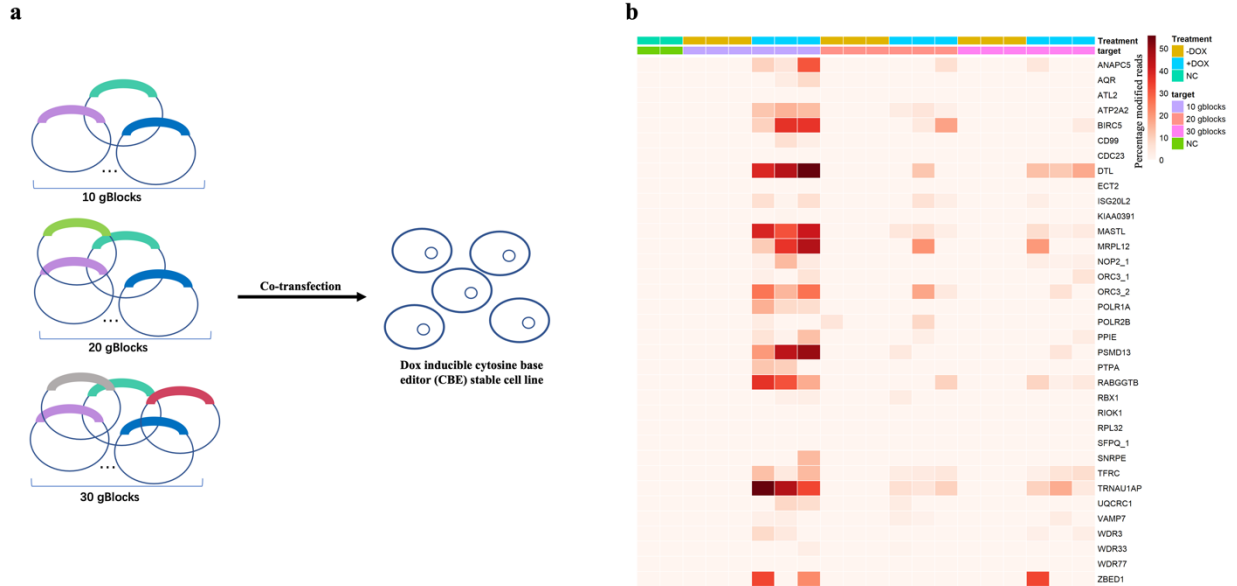 a
...
10 gBlocks
...
20 gBlocks
...
30 gBlocks
Co-transfection
Dox inducible cytosine base
editor (CBE) stable cell line
b
Treatment
target
ANAPC5
AQR
ATL2
ATP2A2
BIRC5
CD99
CDC23
DTL
ECT2
ISG20L2
KIAA0391
MASTL
MRPL12
NOP2_1
ORC3_1
ORC3_2
POLR1A
POLR2B
PPIE
PSMD13
PTPA
RABGGTB
RBX1
RIOK1
RPL32
SFPQ_1
SNRPE
TFRC
TRNAU1AP
UQCRC1
VAMP7
WDR3
WDR33
WDR77
ZBED1
Percentage modified reads
50
40
30
20
10
0
Treatment
-DOX
+DOX
NC
target
10 gblocks
20 gblocks
30 gblocks
NC